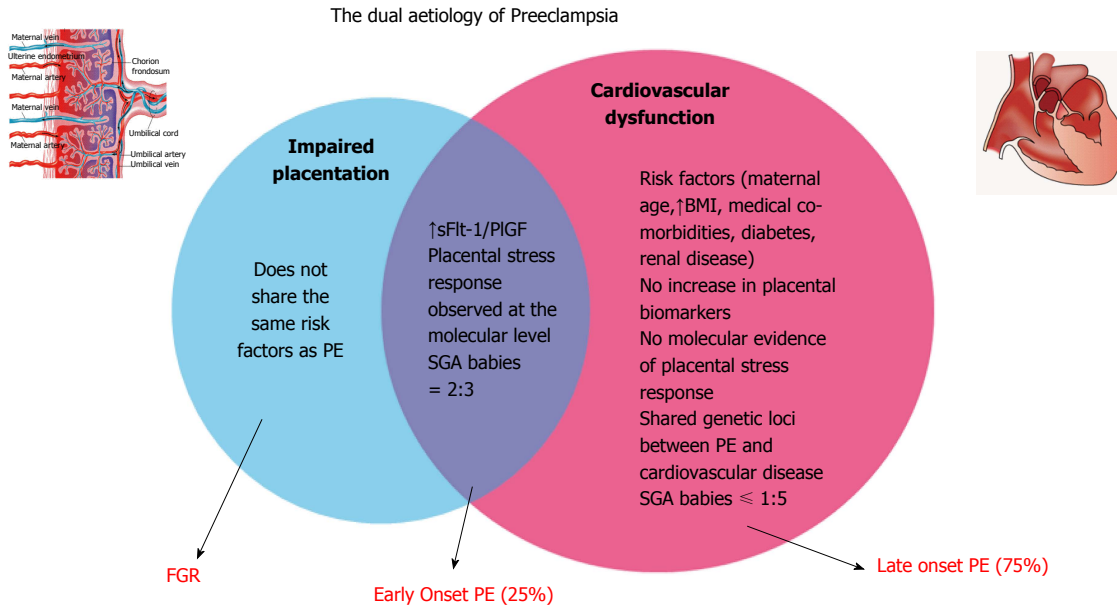 The dual aetiology of Preeclampsia
Maternal vein
Ulterine endometrium
Maternal artery
Maternal vein
Maternal artery
Chorion
frondosum
Umbilical cord
Umbilical artery
Umbilical vein
Impaired
placentation
Does not
share the
same risk
factors as PE
↑sFlt-1/PlGF
Placental stress
response
observed at the
molecular level
SGA babies
= 2:3
Cardiovascular
dysfunction
Risk factors (maternal
age,↑BMI, medical co-
morbidities, diabetes,
renal disease)
No increase in placental
biomarkers
No molecular evidence
of placental stress
response
Shared genetic loci
between PE and
cardiovascular disease
SGA babies ⩽ 1:5
FGR
Early Onset PE (25%)
Late onset PE (75%)